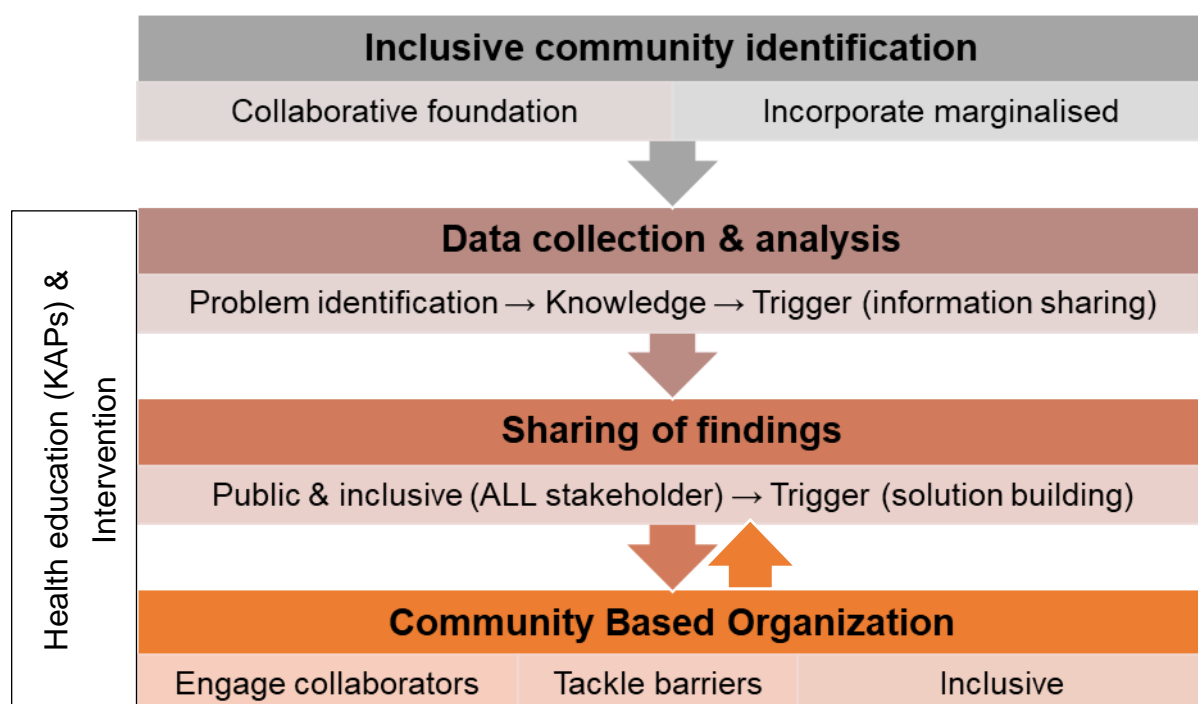 Inclusive community identification
Collaborative foundation
Incorporate marginalised
Health education (KAPs) &
Intervention
Data collection & analysis
Problem identification → Knowledge → Trigger (information sharing)
Sharing of findings
Public & inclusive (ALL stakeholder) → Trigger (solution building)
Community Based Organization
Engage collaborators
Tackle barriers
Inclusive